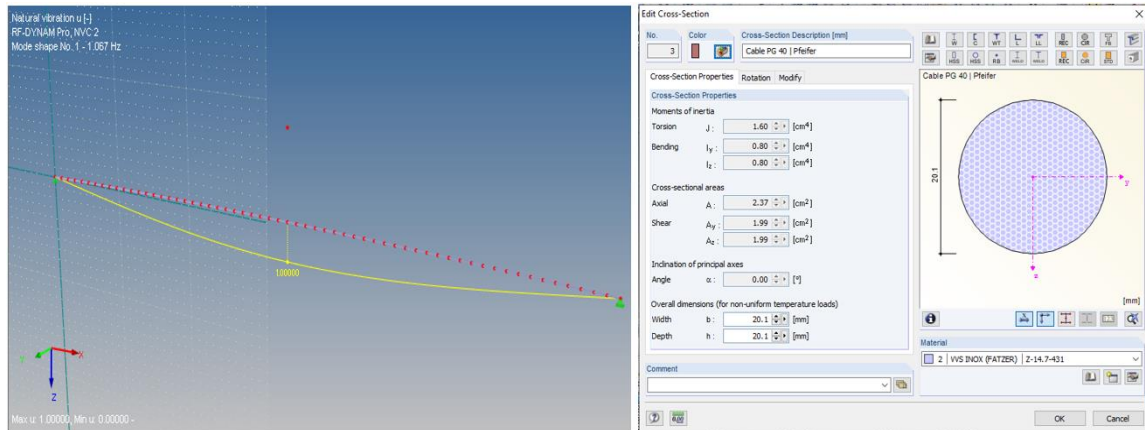 Natural vibration u [-]
RF-DYNAM Pro, NVC 2
Mode shape No. 1 - 1.067 Hz
1.00000
X
Y
Z
Max u: 1.00000, Min u: 0.00000 -
Edit Cross-Section
No.
Color
Cross-Section Description [mm]
3
Cable PG 40 | Pfeifer
Cross-Section Properties
Rotation
Modify
Cross-Section Properties
Moments of inertia
Torsion J : 1.60 [cm4]
Bending Iy : 0.80 [cm4]
Iz : 0.80 [cm4]
Cross-sectional areas
Axial A : 2.37 [cm2]
Shear Ay : 1.99 [cm2]
Az : 1.99 [cm2]
Inclination of principal axes
Angle α : 0.00 [°]
Overall dimensions (for non-uniform temperature loads)
Width b : 20.1 [mm]
Depth h : 20.1 [mm]
Comment
Cable PG 40 | Pfeifer
20.1
y
z
[mm]
Material
2 | VVS INOX (FATZER) | Z-14.7-431
OK
Cancel